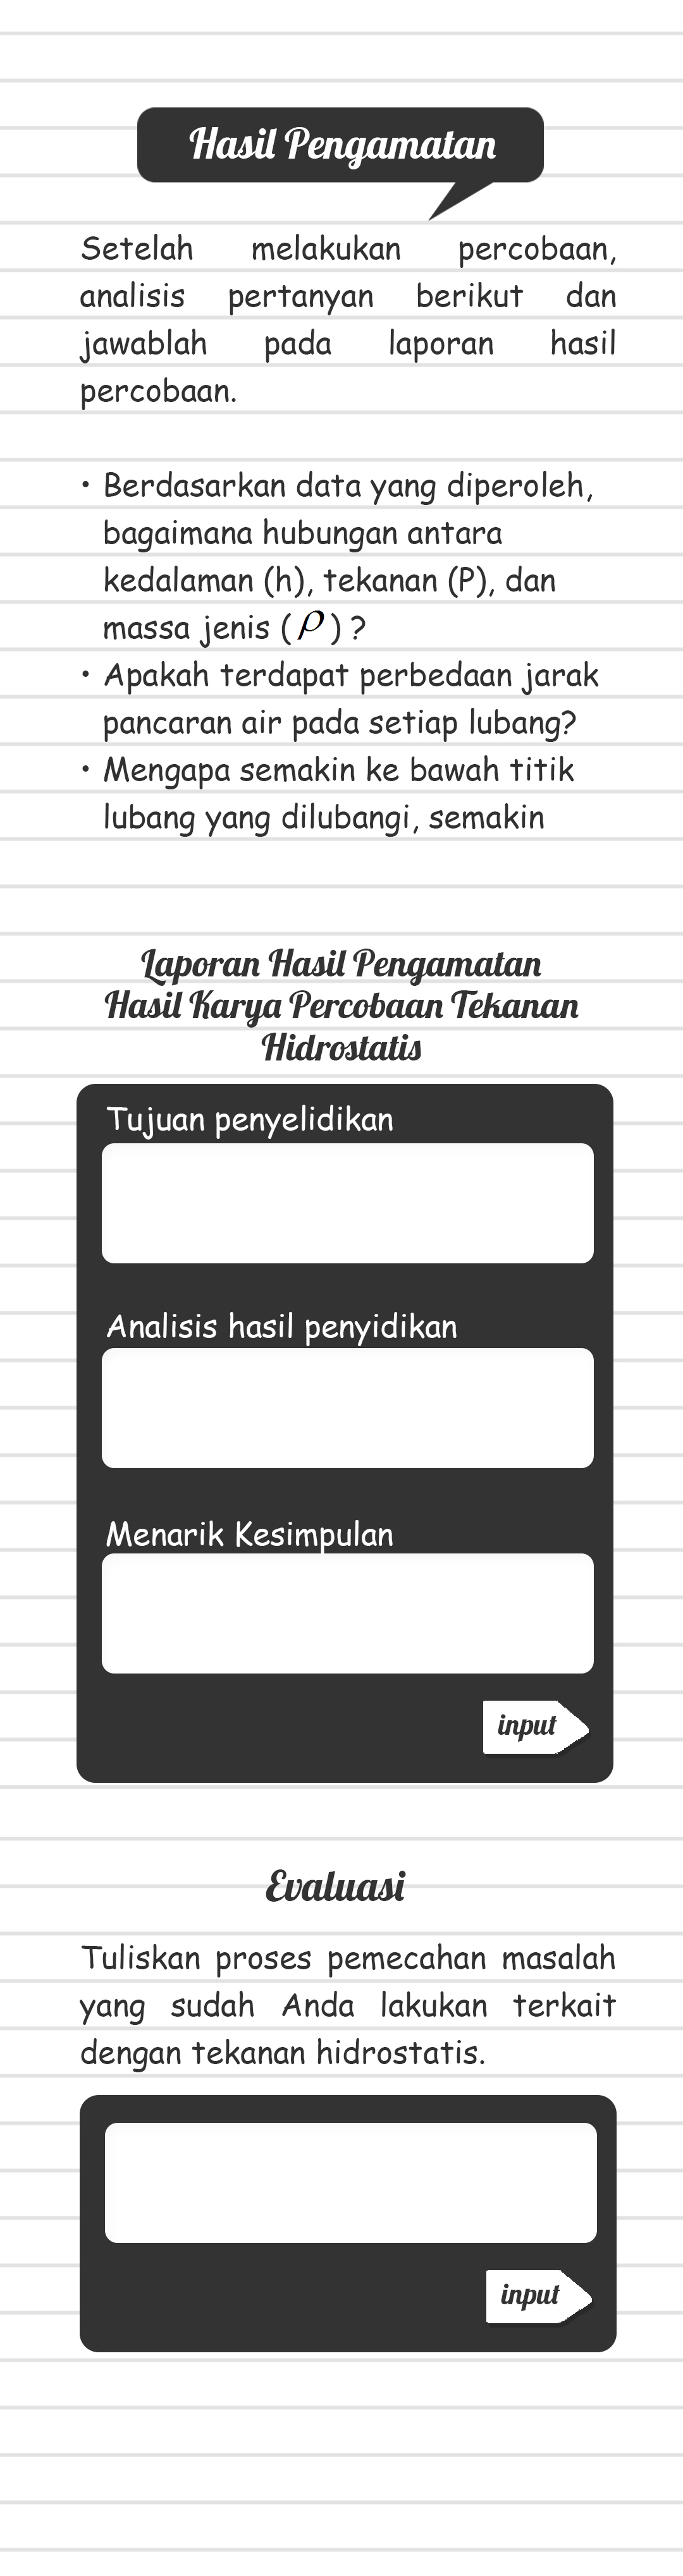 Hasil Pengamatan
Setelah melakukan percobaan,
analisis pertanyan berikut dan
jawablah pada laporan hasil
percobaan.
• Berdasarkan data yang diperoleh,
bagaimana hubungan antara
kedalaman (h), tekanan (P), dan
massa jenis (ρ) ?
• Apakah terdapat perbedaan jarak
pancaran air pada setiap lubang?
• Mengapa semakin ke bawah titik
lubang yang dilubangi, semakin
Laporan Hasil Pengamatan
Hasil Karya Percobaan Tekanan
Hidrostatis
Tujuan penyelidikan
Analisis hasil penyidikan
Menarik Kesimpulan
input
Evaluasi
Tuliskan proses pemecahan masalah
yang sudah Anda lakukan terkait
dengan tekanan hidrostatis.
input